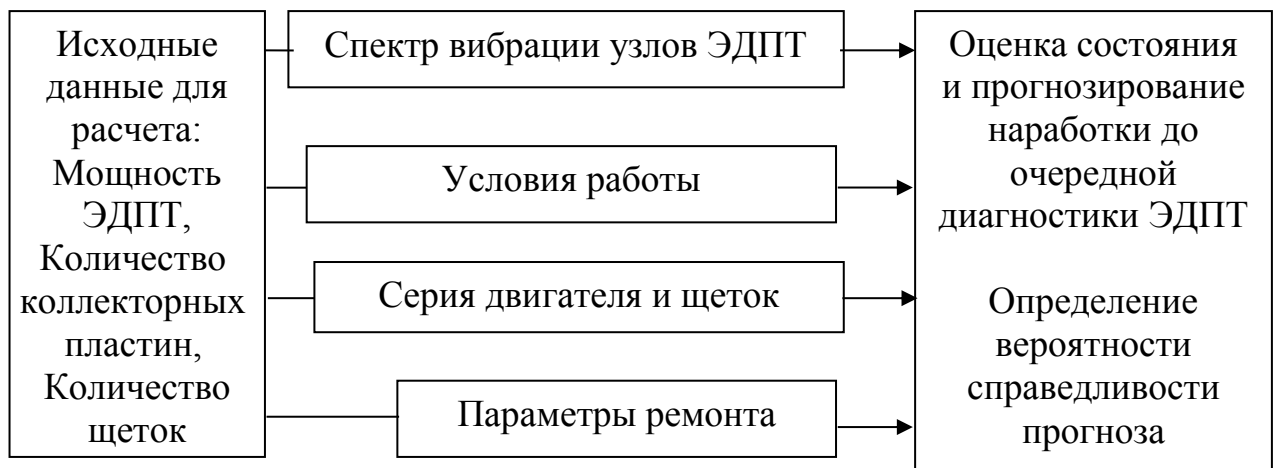 Исходные
данные для
расчета:
Мощность
ЭДПТ,
Количество
коллекторных
пластин,
Количество
щеток
Спектр вибрации узлов ЭДПТ
Условия работы
Серия двигателя и щеток
Параметры ремонта
Оценка состояния
и прогнозирование
наработки до
очередной
диагностики ЭДПТ
Определение
вероятности
справедливости
прогноза